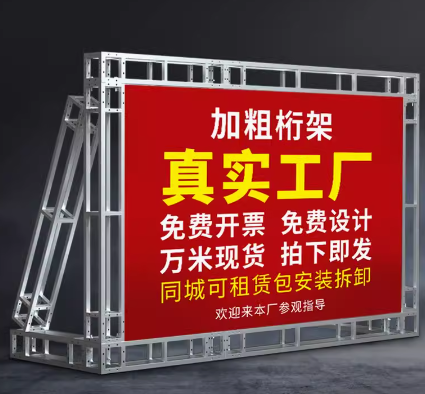 加粗桁架
真实工厂
免费开票 免费设计
万米现货 拍下即发
同城可租赁包安装拆卸
欢迎来本厂参观指导